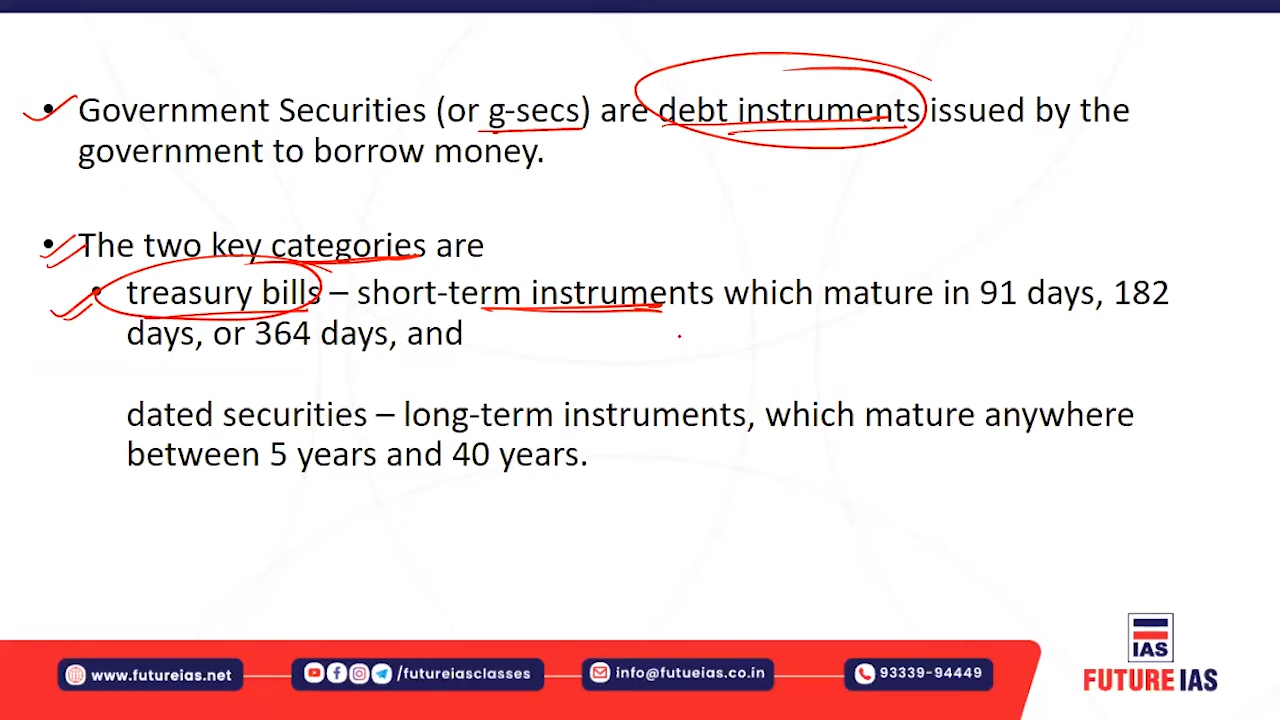 • Government Securities (or g-secs) are debt instruments issued by the
government to borrow money.
• The two key categories are
• treasury bills – short-term instruments which mature in 91 days, 182
days, or 364 days, and
dated securities – long-term instruments, which mature anywhere
between 5 years and 40 years.
www.futureias.net
/futureiasclasses
info@futueias.co.in
93339-94449
IAS
FUTURE IAS